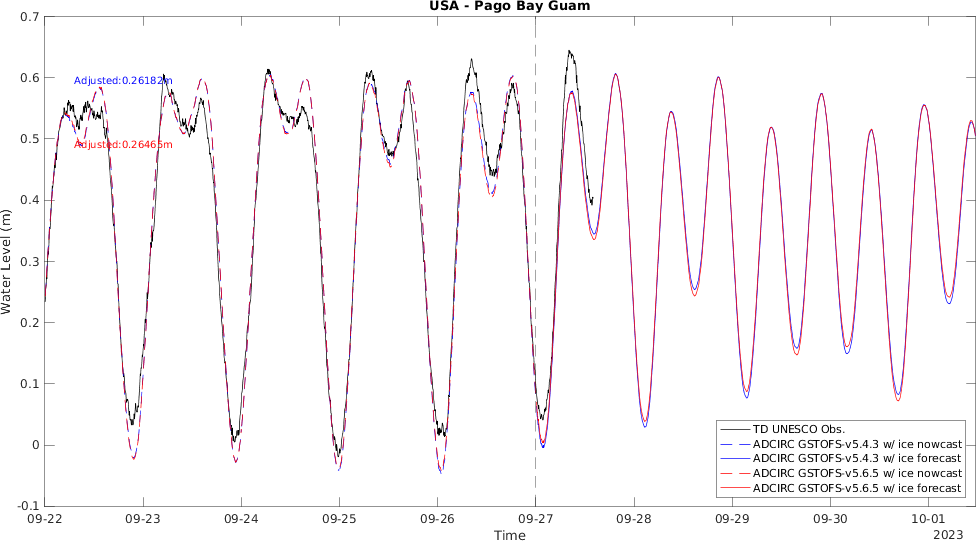 USA - Pago Bay Guam
0.7
0.6
0.5
0.4
0.3
0.2
0.1
0
-0.1
Water Level (m)
Adjusted:0.26182m
Adjusted:0.26465m
TD UNESCO Obs.
ADCIRC GSTOFS-v5.4.3 w/ ice nowcast
ADCIRC GSTOFS-v5.4.3 w/ ice forecast
ADCIRC GSTOFS-v5.6.5 w/ ice nowcast
ADCIRC GSTOFS-v5.6.5 w/ ice forecast
09-22 09-23 09-24 09-25 09-26 09-27 09-28 09-29 09-30 10-01
Time
2023